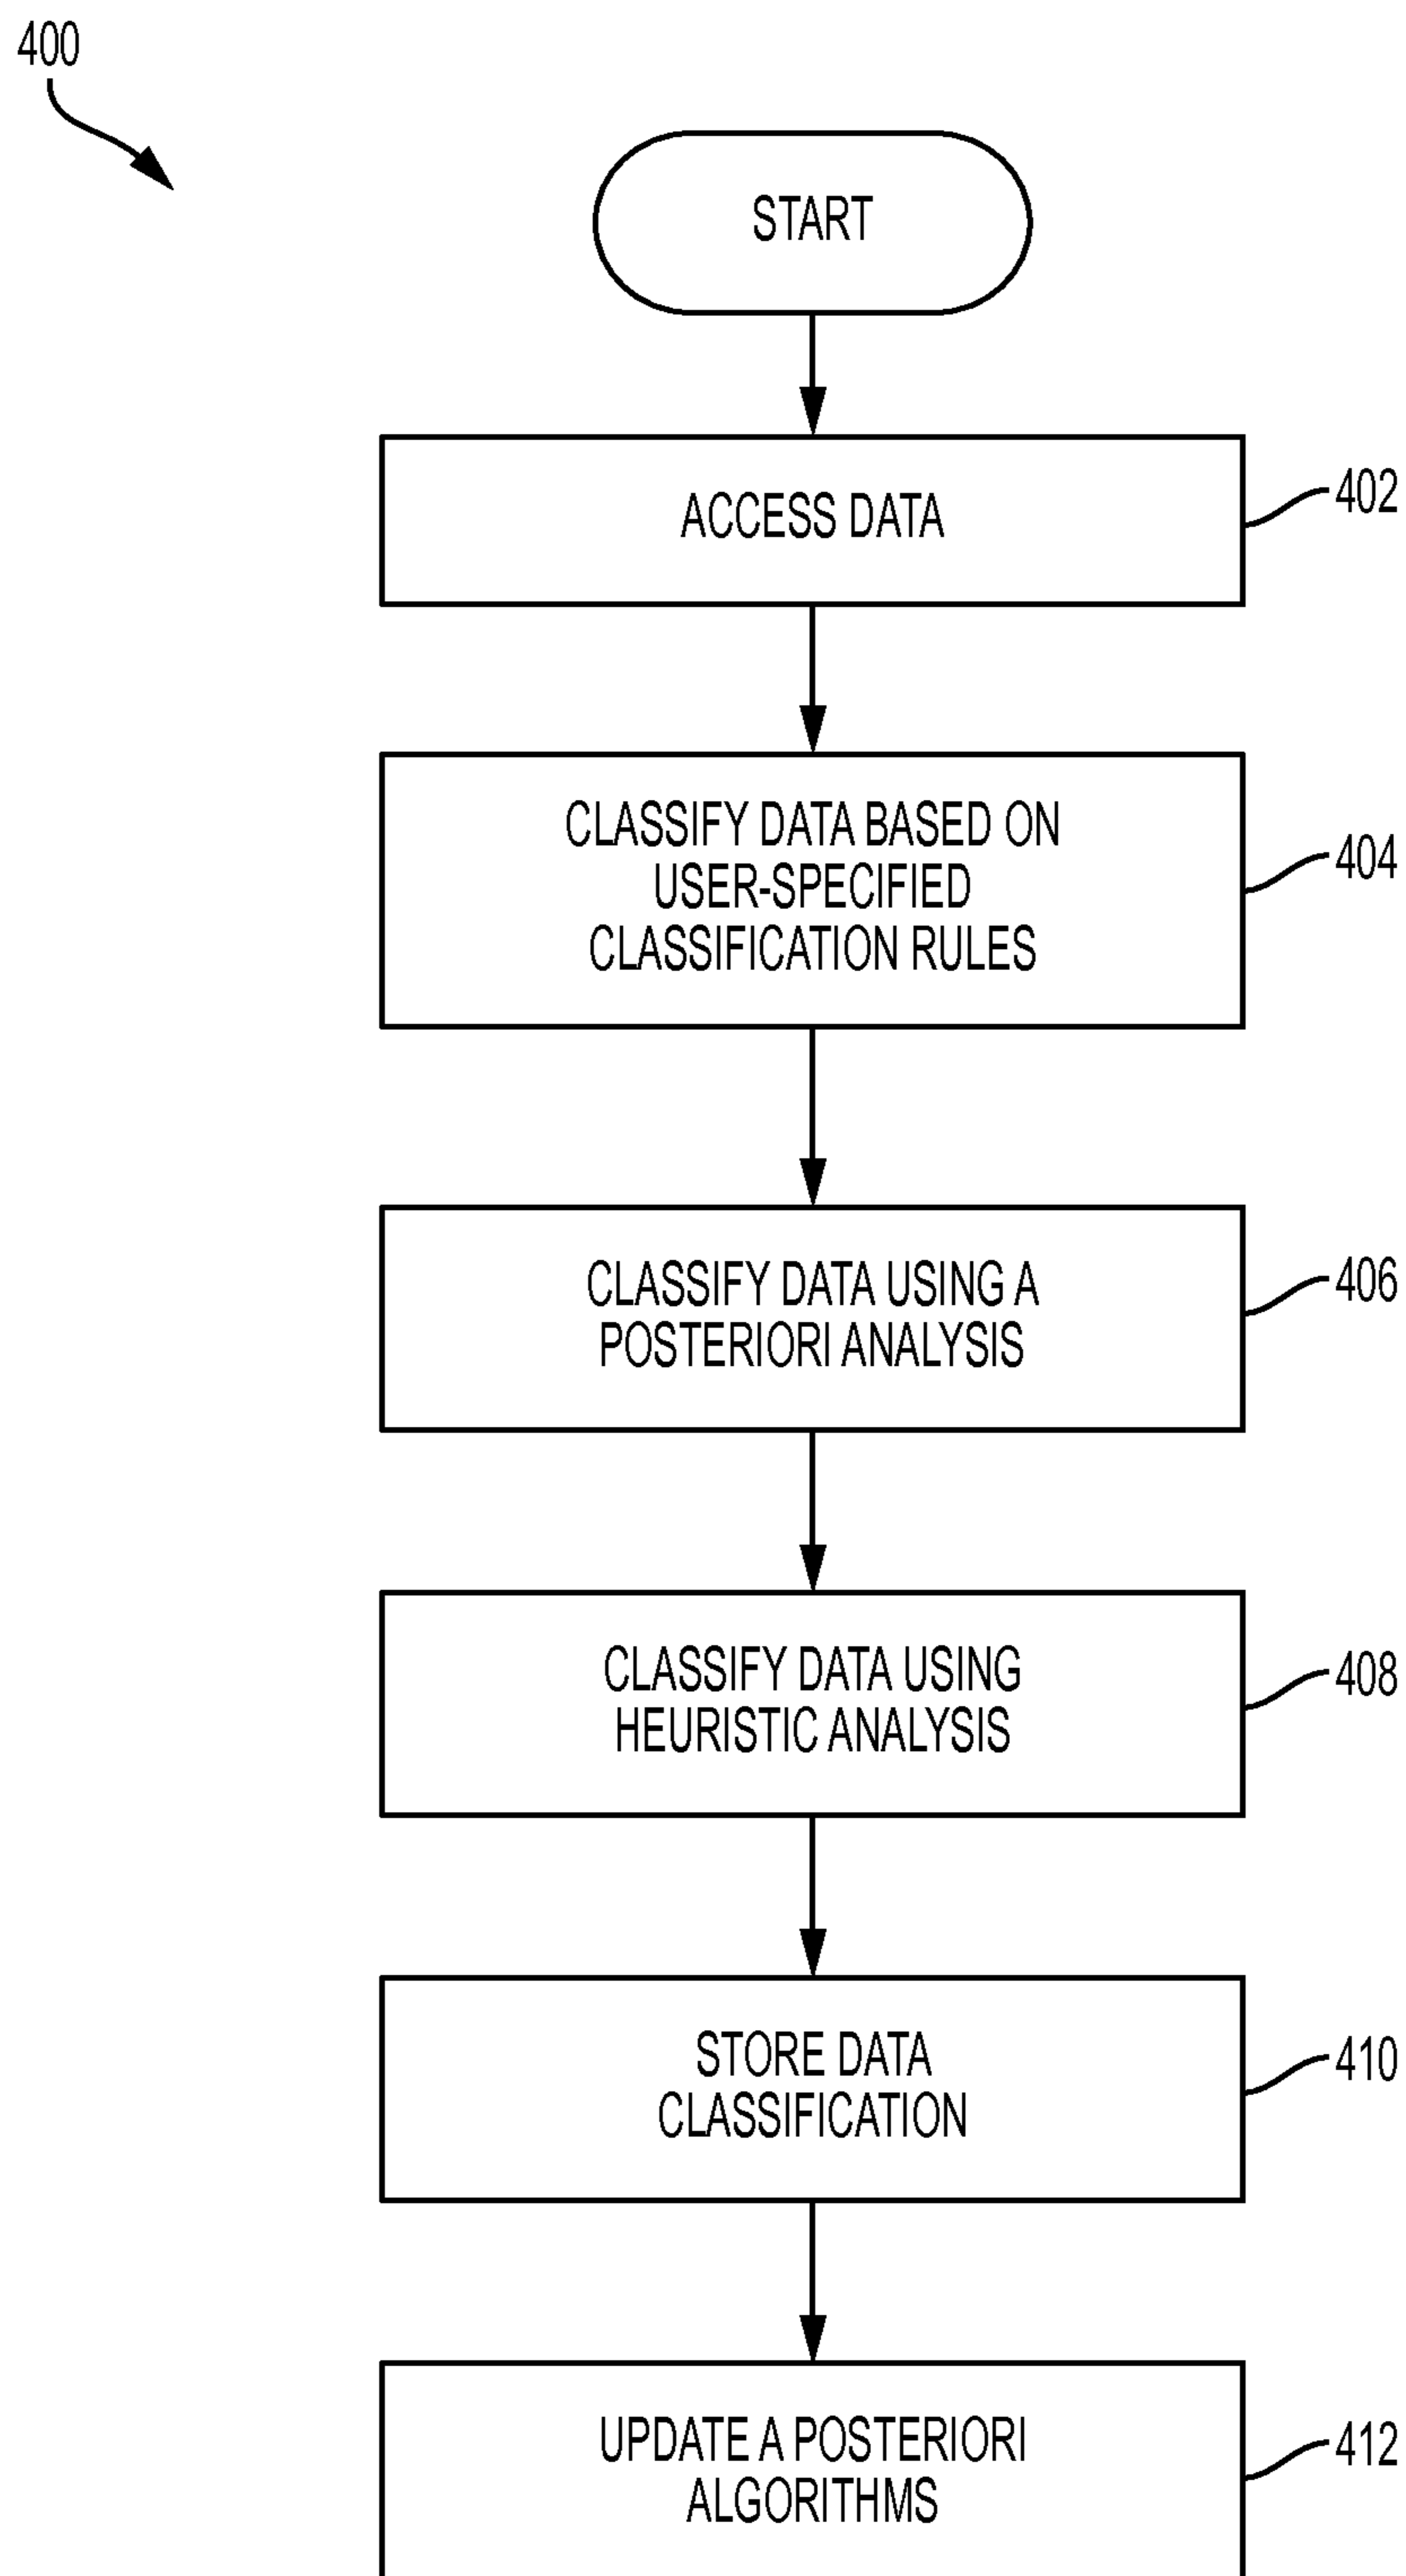 400
START
ACCESS DATA
402
CLASSIFY DATA BASED ON
USER-SPECIFIED
CLASSIFICATION RULES
404
CLASSIFY DATA USING A
POSTERIORI ANALYSIS
406
CLASSIFY DATA USING
HEURISTIC ANALYSIS
408
STORE DATA
CLASSIFICATION
410
UPDATE A POSTERIORI
ALGORITHMS
412